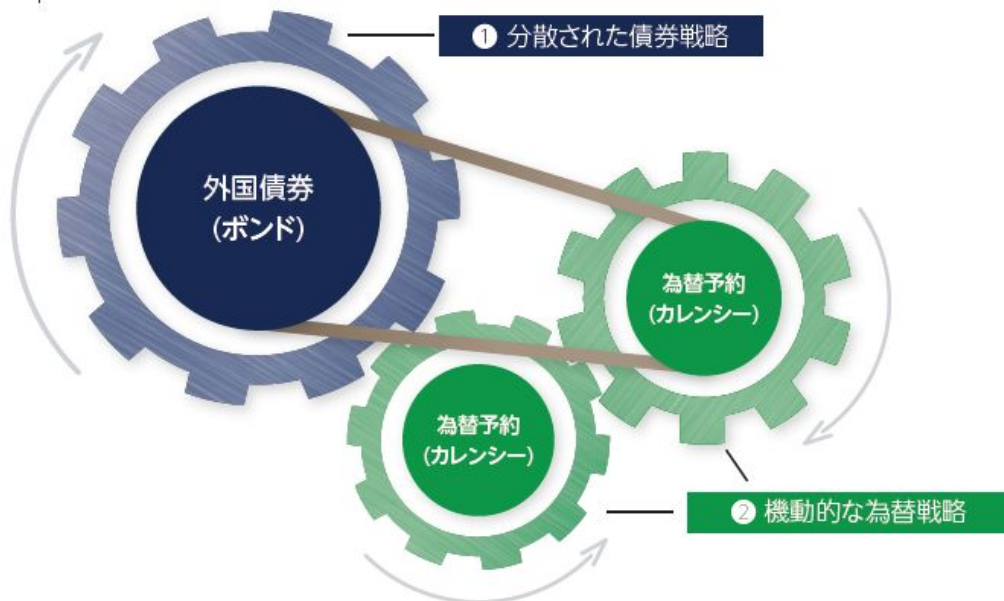 ❶ 分散された債券戦略
外国債券
(ボンド)
為替予約
(カレンシー)
為替予約
(カレンシー)
❷ 機動的な為替戦略